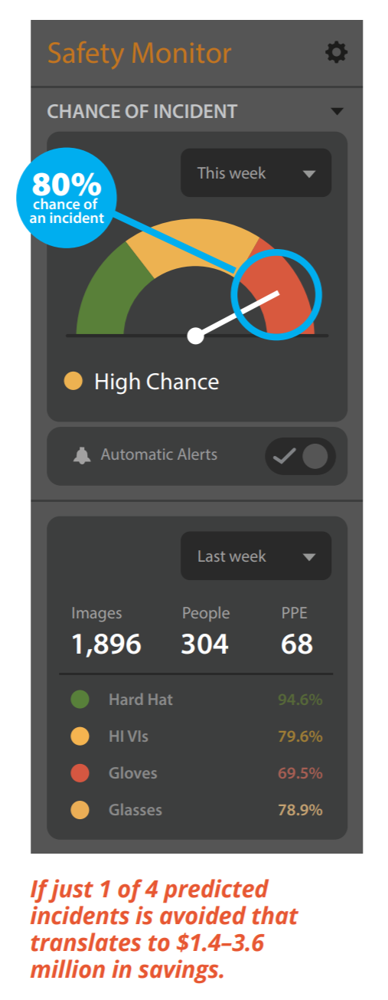 Safety Monitor
CHANCE OF INCIDENT
This week
80%
chance of
an incident
High Chance
Automatic Alerts
Last week
Images People PPE
1,896 304 68
Hard Hat 94.6%
HI VIs 79.6%
Gloves 69.5%
Glasses 78.9%
If just 1 of 4 predicted
incidents is avoided that
translates to $1.4–3.6
million in savings.